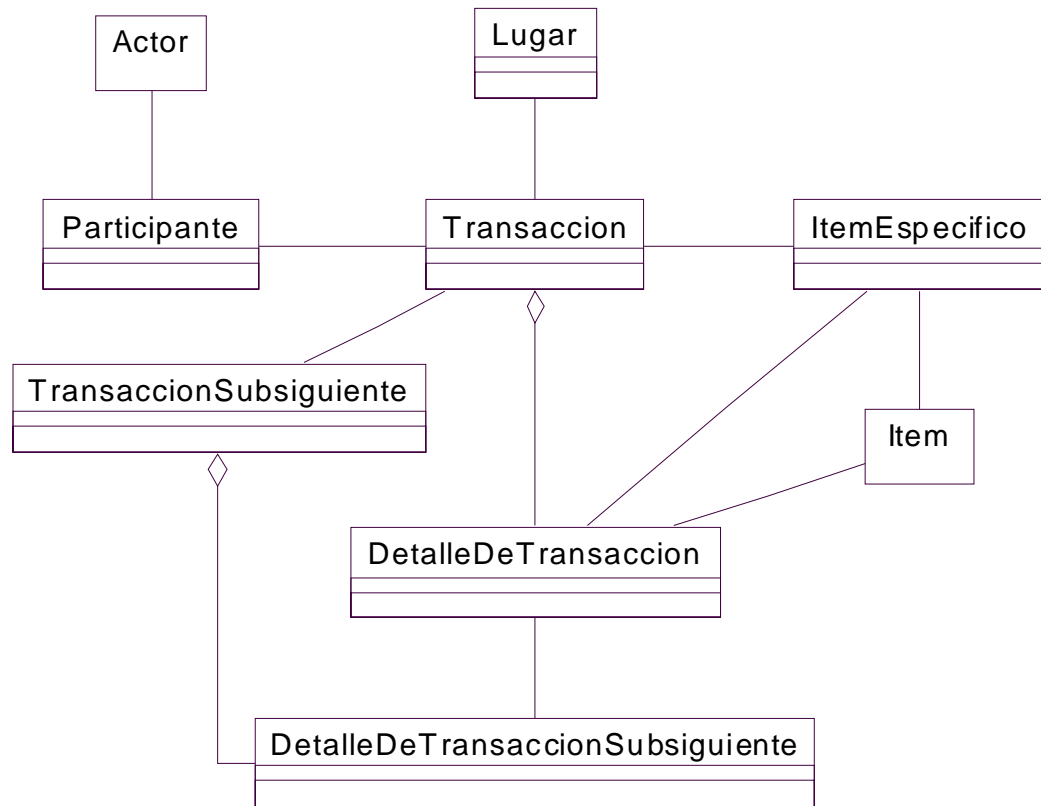 Actor
Lugar
Participante
Transaccion
ItemEspecifico
TransaccionSubsiguiente
Item
DetalleDeTransaccion
DetalleDeTransaccionSubsiguiente